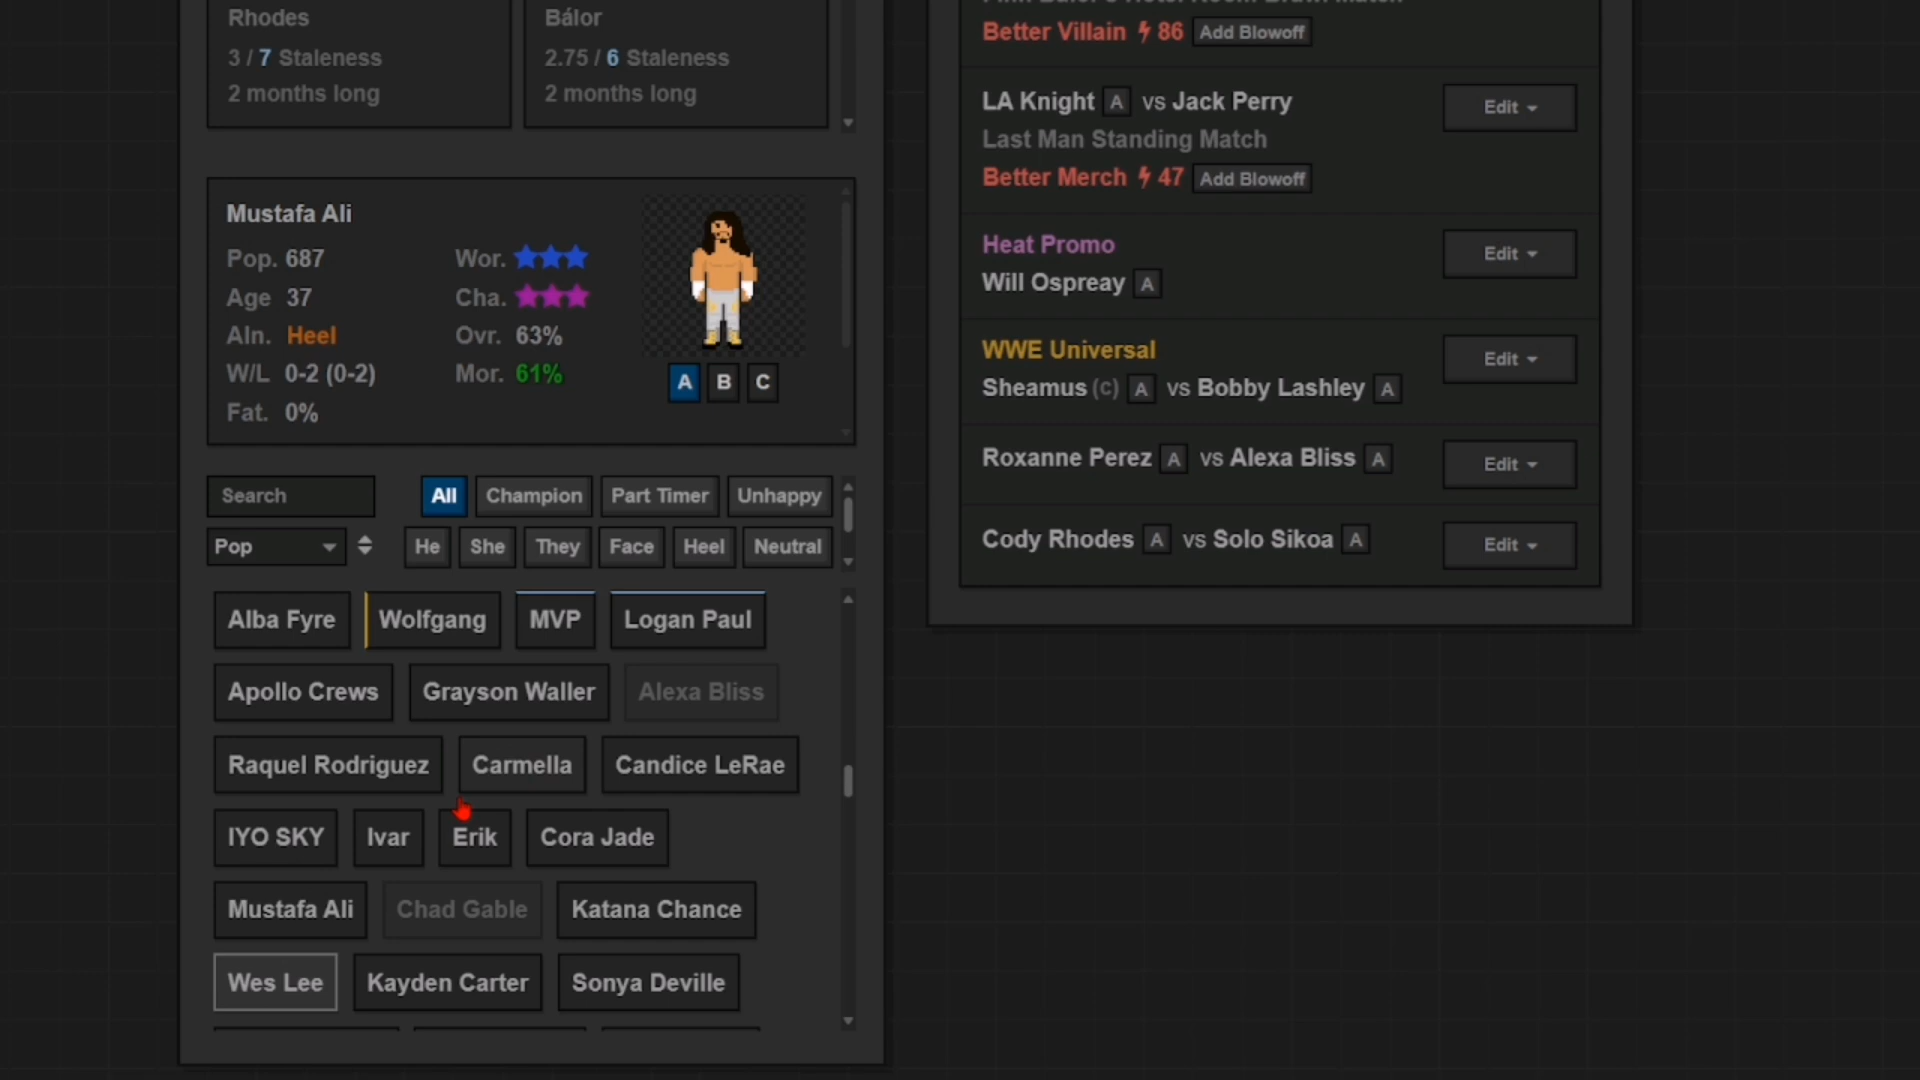 Rhodes
3 / 7 Staleness
2 months long
Bálor
2.75 / 6 Staleness
2 months long
Mustafa Ali
Pop. 687
Age 37
Aln. Heel
W/L 0-2 (0-2)
Fat. 0%
Wor.
Cha.
Ovr. 63%
Mor. 61%
A B C
Search
All Champion Part Timer Unhappy
Pop
He She They Face Heel Neutral
Alba Fyre Wolfgang MVP Logan Paul
Apollo Crews Grayson Waller Alexa Bliss
Raquel Rodriguez Carmella Candice LeRae
IYO SKY Ivar Erik Cora Jade
Mustafa Ali Chad Gable Katana Chance
Wes Lee Kayden Carter Sonya Deville
Better Villain 86 Add Blowoff
LA Knight A vs Jack Perry
Edit
Last Man Standing Match
Better Merch 47 Add Blowoff
Heat Promo
Edit
Will Ospreay A
WWE Universal
Edit
Sheamus (C) A vs Bobby Lashley A
Roxanne Perez A vs Alexa Bliss A
Edit
Cody Rhodes A vs Solo Sikoa A
Edit